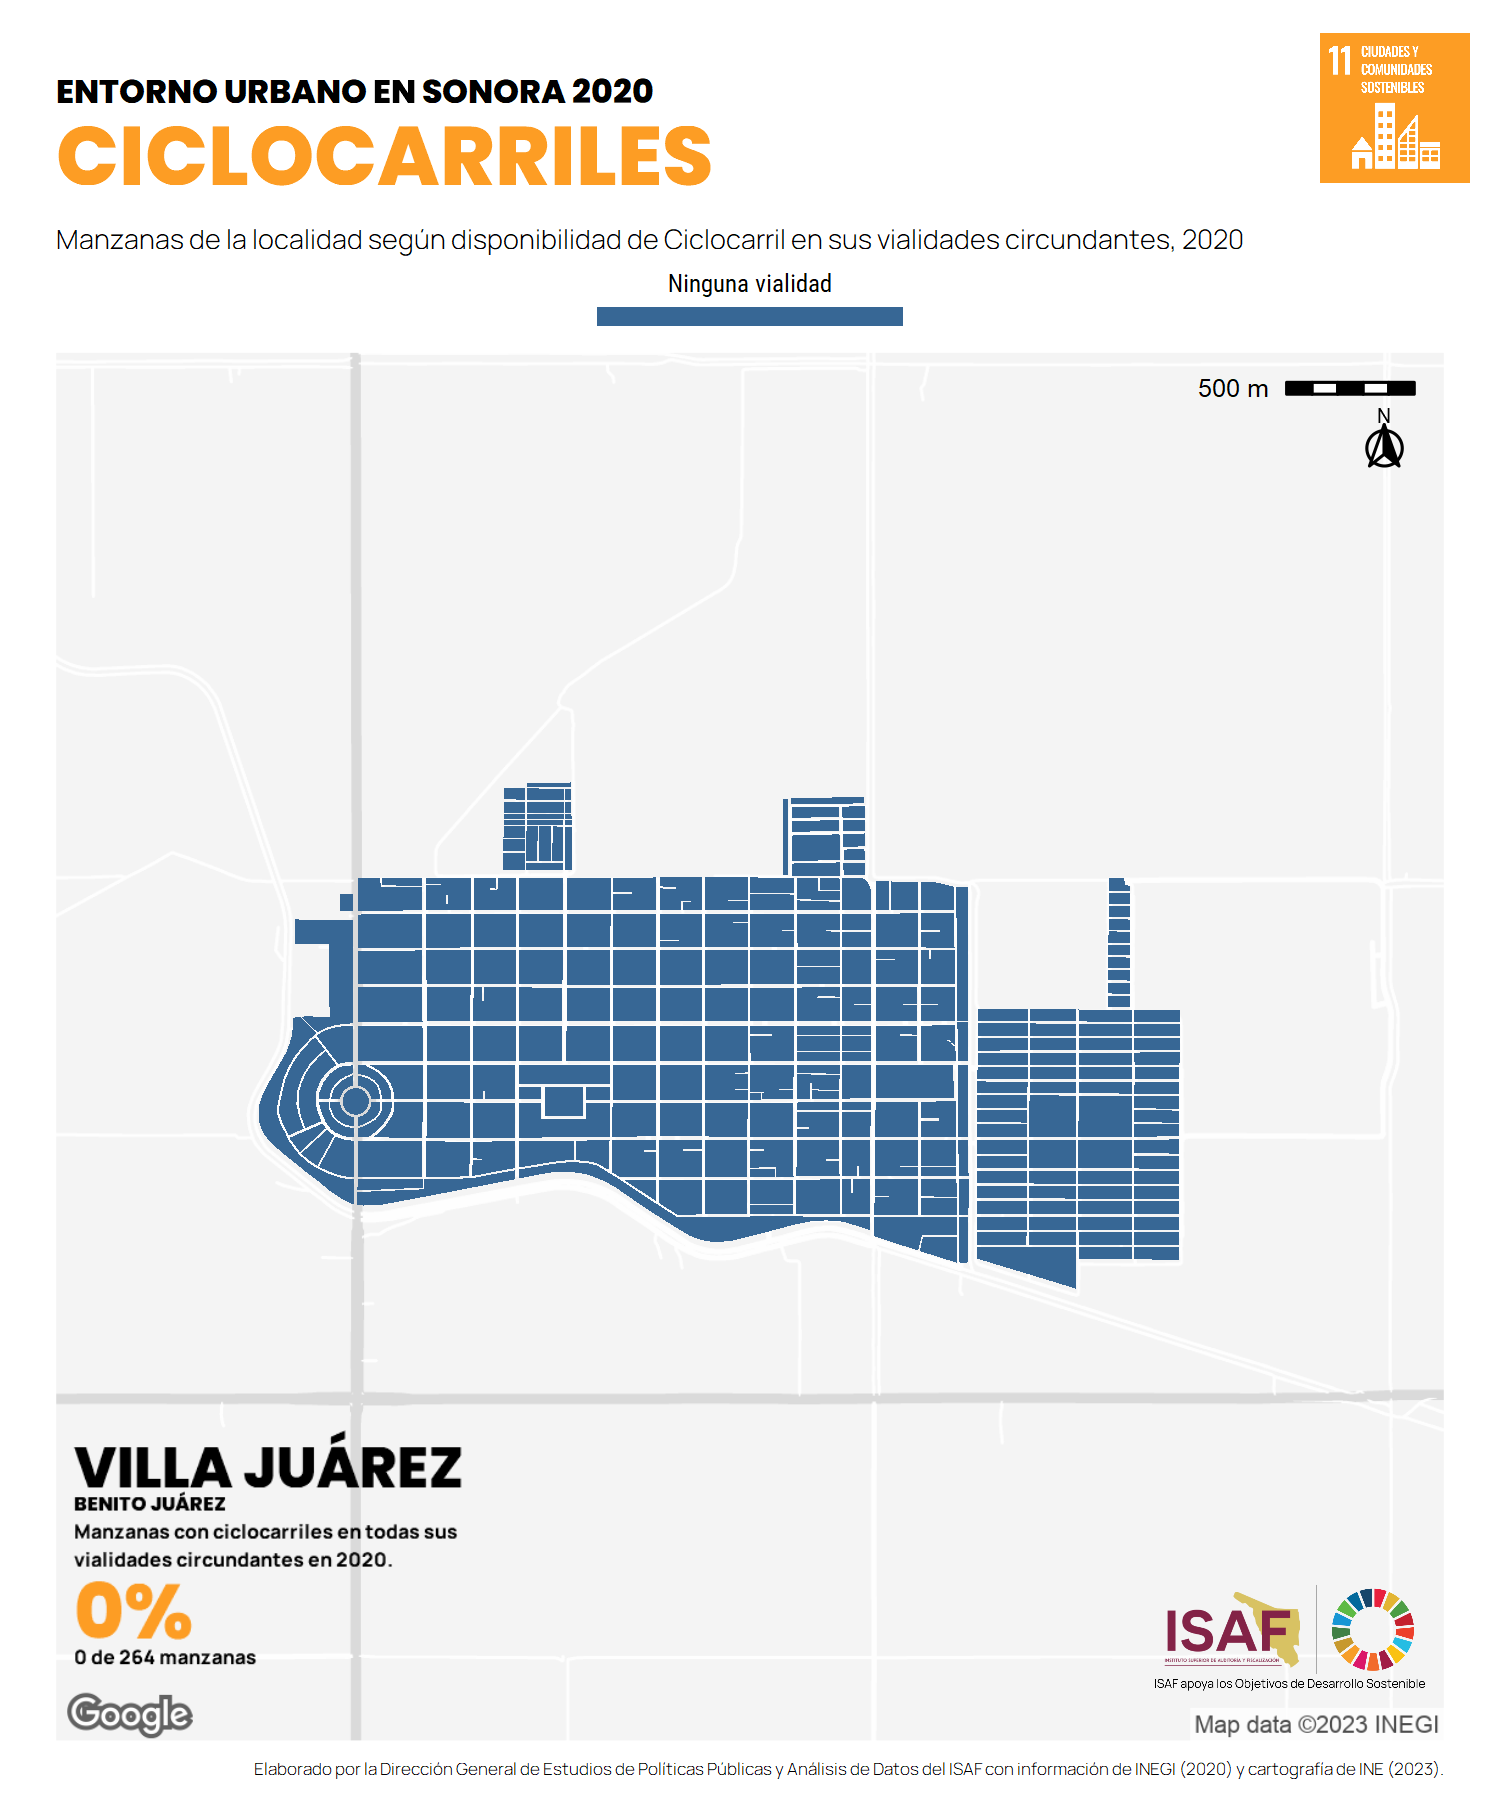 11 CIUDADES Y
COMUNIDADES
SOSTENIBLES
ENTORNO URBANO EN SONORA 2020
CICLOCARRILES
Manzanas de la localidad según disponibilidad de Ciclocarril en sus vialidades circundantes, 2020
Ninguna vialidad
500 m
N
VILLA JUÁREZ
BENITO JUÁREZ
Manzanas con ciclocarriles en todas sus
vialidades circundantes en 2020.
0%
0 de 264 manzanas
ISAF
INSTITUTO SUPERIOR DE AUDITORÍA Y FISCALIZACIÓN
ISAF apoya los Objetivos de Desarrollo Sostenible
Google
Map data ©2023 INEGI
Elaborado por la Dirección General de Estudios de Políticas Públicas y Análisis de Datos del ISAF con información de INEGI (2020) y cartografía de INE (2023).